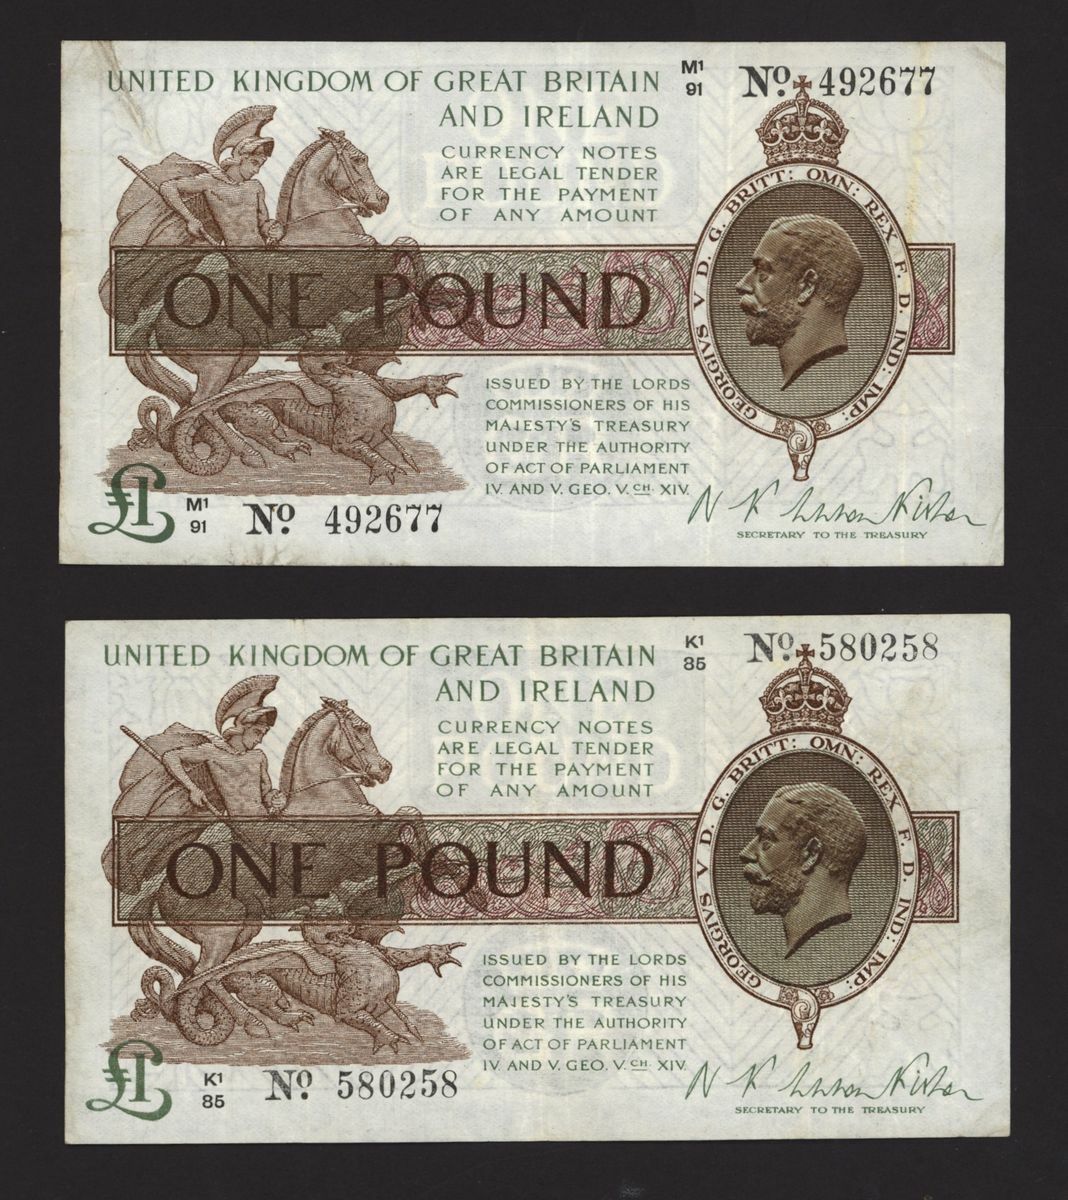 UNITED KINGDOM OF GREAT BRITAIN
AND IRELAND
M1
91
No. 492677
CURRENCY NOTES
ARE LEGAL TENDER
FOR THE PAYMENT
OF ANY AMOUNT
GEORGIVS V D. G. BRITT: OMN: REX F. D. IND: IMP:
ONE POUND
ISSUED BY THE LORDS
COMMISSIONERS OF HIS
MAJESTY'S TREASURY
UNDER THE AUTHORITY
OF ACT OF PARLIAMENT
IV. AND V. GEO. V. CH. XIV.
£1
M1
91
No. 492677
SECRETARY TO THE TREASURY
UNITED KINGDOM OF GREAT BRITAIN
AND IRELAND
K1
85
No. 580258
CURRENCY NOTES
ARE LEGAL TENDER
FOR THE PAYMENT
OF ANY AMOUNT
GEORGIVS V D. G. BRITT: OMN: REX F. D. IND: IMP:
ONE POUND
ISSUED BY THE LORDS
COMMISSIONERS OF HIS
MAJESTY'S TREASURY
UNDER THE AUTHORITY
OF ACT OF PARLIAMENT
IV. AND V. GEO. V. CH. XIV.
£1
K1
85
No. 580258
SECRETARY TO THE TREASURY